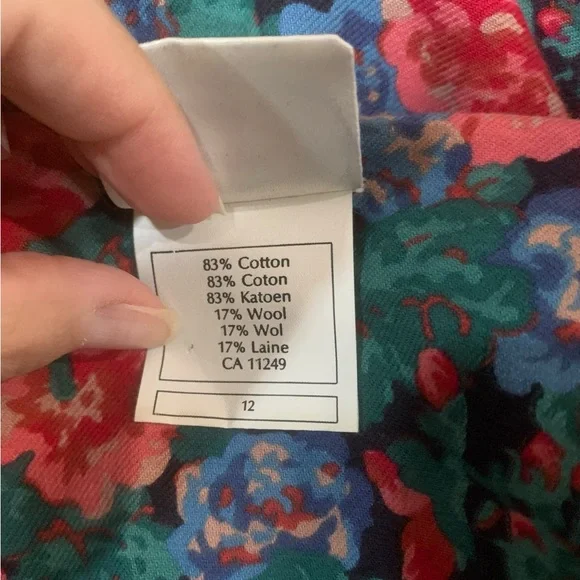 83% Cotton
83% Coton
83% Katoen
17% Wool
17% Wol
17% Laine
CA 11249
12